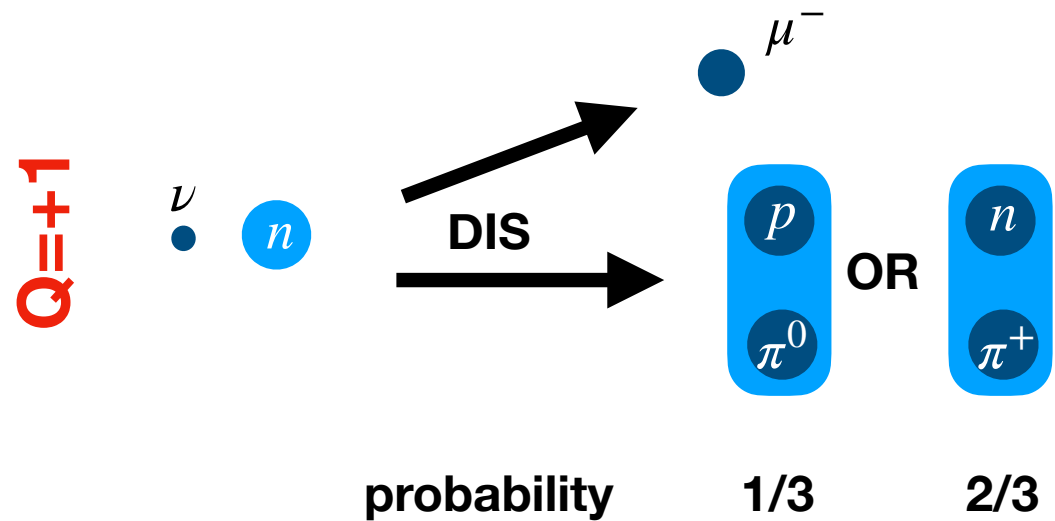 Q=+1
ν
n
DIS
μ⁻
p
π⁰
OR
n
π⁺
probability
1/3
2/3